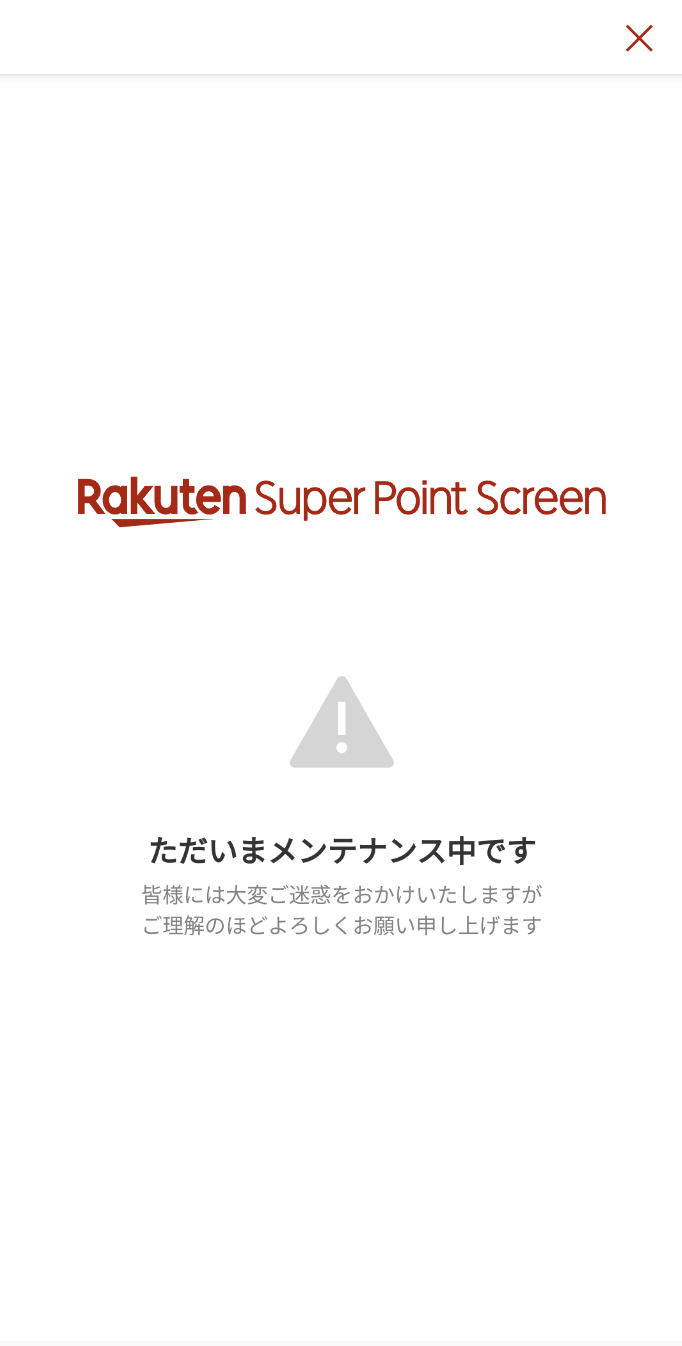 Rakuten Super Point Screen
ただいまメンテナンス中です
皆様には大変ご迷惑をおかけいたしますが
ご理解のほどよろしくお願い申し上げます